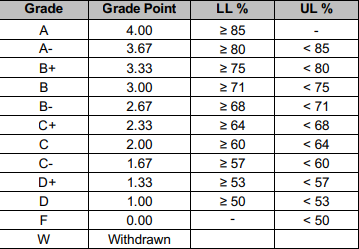 Grade Grade Point LL % UL %
A 4.00 ≥ 85 -
A- 3.67 ≥ 80 < 85
B+ 3.33 ≥ 75 < 80
B 3.00 ≥ 71 < 75
B- 2.67 ≥ 68 < 71
C+ 2.33 ≥ 64 < 68
C 2.00 ≥ 60 < 64
C- 1.67 ≥ 57 < 60
D+ 1.33 ≥ 53 < 57
D 1.00 ≥ 50 < 53
F 0.00 - < 50
W Withdrawn